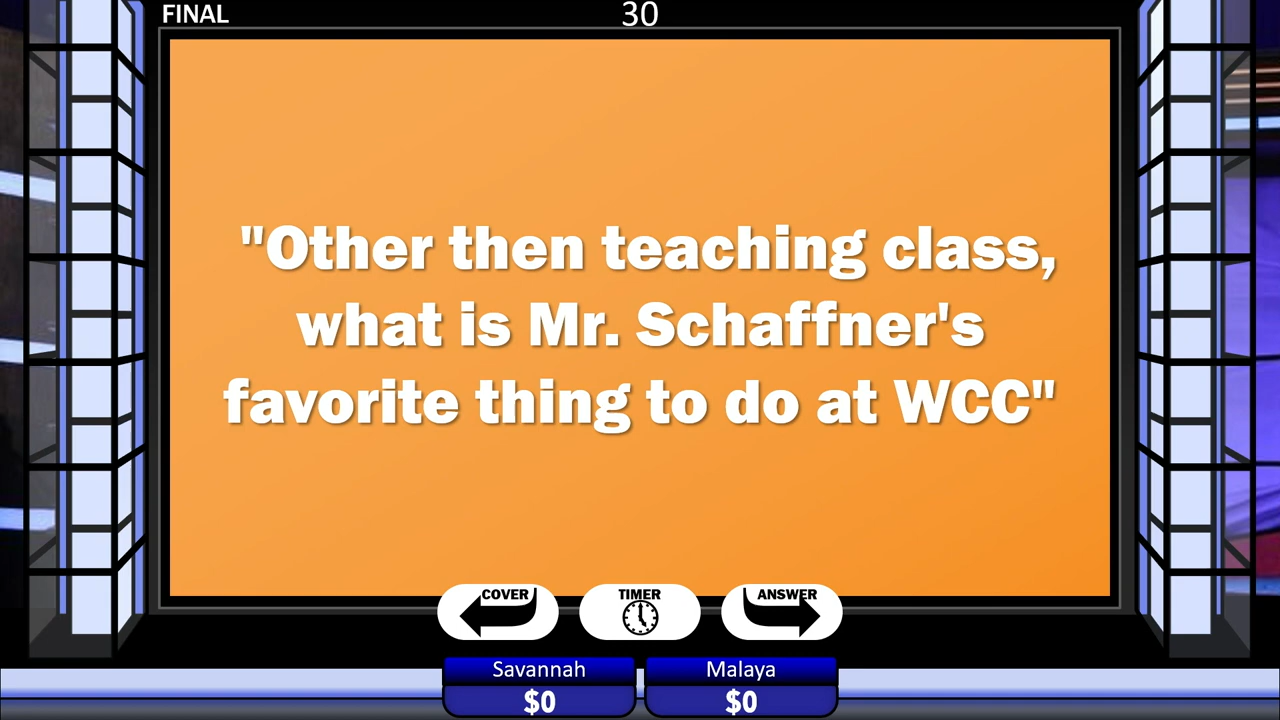 FINAL
30
"Other then teaching class,
what is Mr. Schaffner's
favorite thing to do at WCC"
COVER
TIMER
ANSWER
Savannah
Malaya
$0
$0